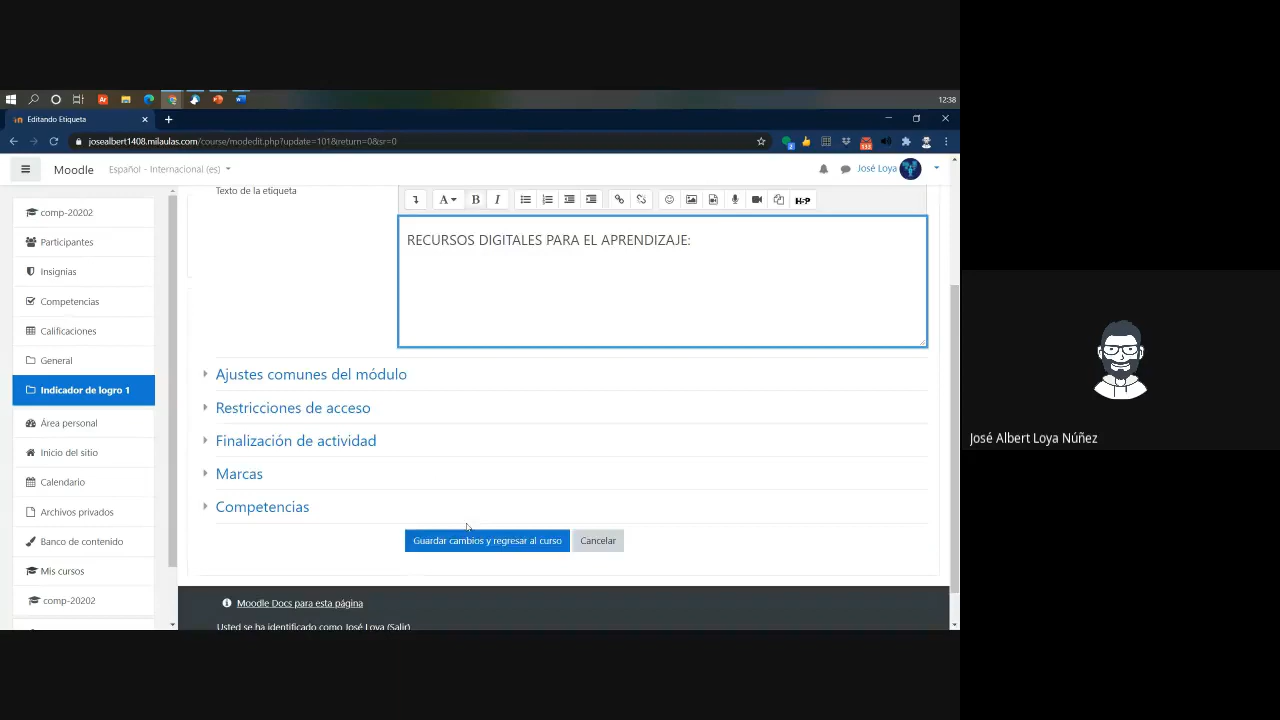 12:38
Editando Etiqueta
josealbert1408.milaulas.com/course/modedit.php?update=101&return=0&sr=0
Moodle
Español - Internacional (es)
José Loya
comp-20202
Participantes
Insignias
Competencias
Calificaciones
General
Indicador de logro 1
Área personal
Inicio del sitio
Calendario
Archivos privados
Banco de contenido
Mis cursos
comp-20202
Texto de la etiqueta
A
B
I
H-P
RECURSOS DIGITALES PARA EL APRENDIZAJE:
Ajustes comunes del módulo
Restricciones de acceso
Finalización de actividad
Marcas
Competencias
Guardar cambios y regresar al curso
Cancelar
Moodle Docs para esta página
Usted se ha identificado como José Loya (Salir)
José Albert Loya Núñez